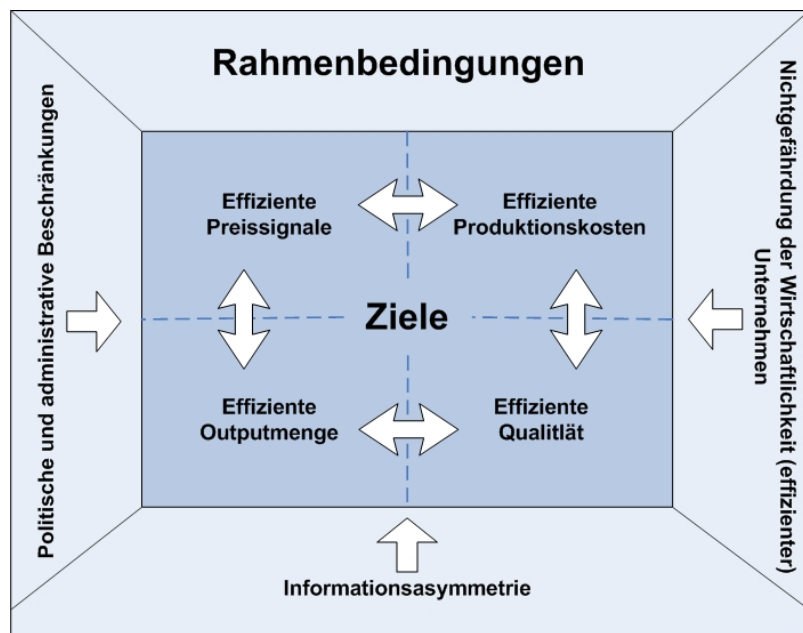 Rahmenbedingungen
Politische und administrative Beschränkungen
Effiziente
Preissignale
Effiziente
Produktionskosten
Ziele
Effiziente
Outputmenge
Effiziente
Qualitlät
Nichtgefährdung der Wirtschaftlichkeit (effizienter)
Unternehmen
Informationsasymmetrie